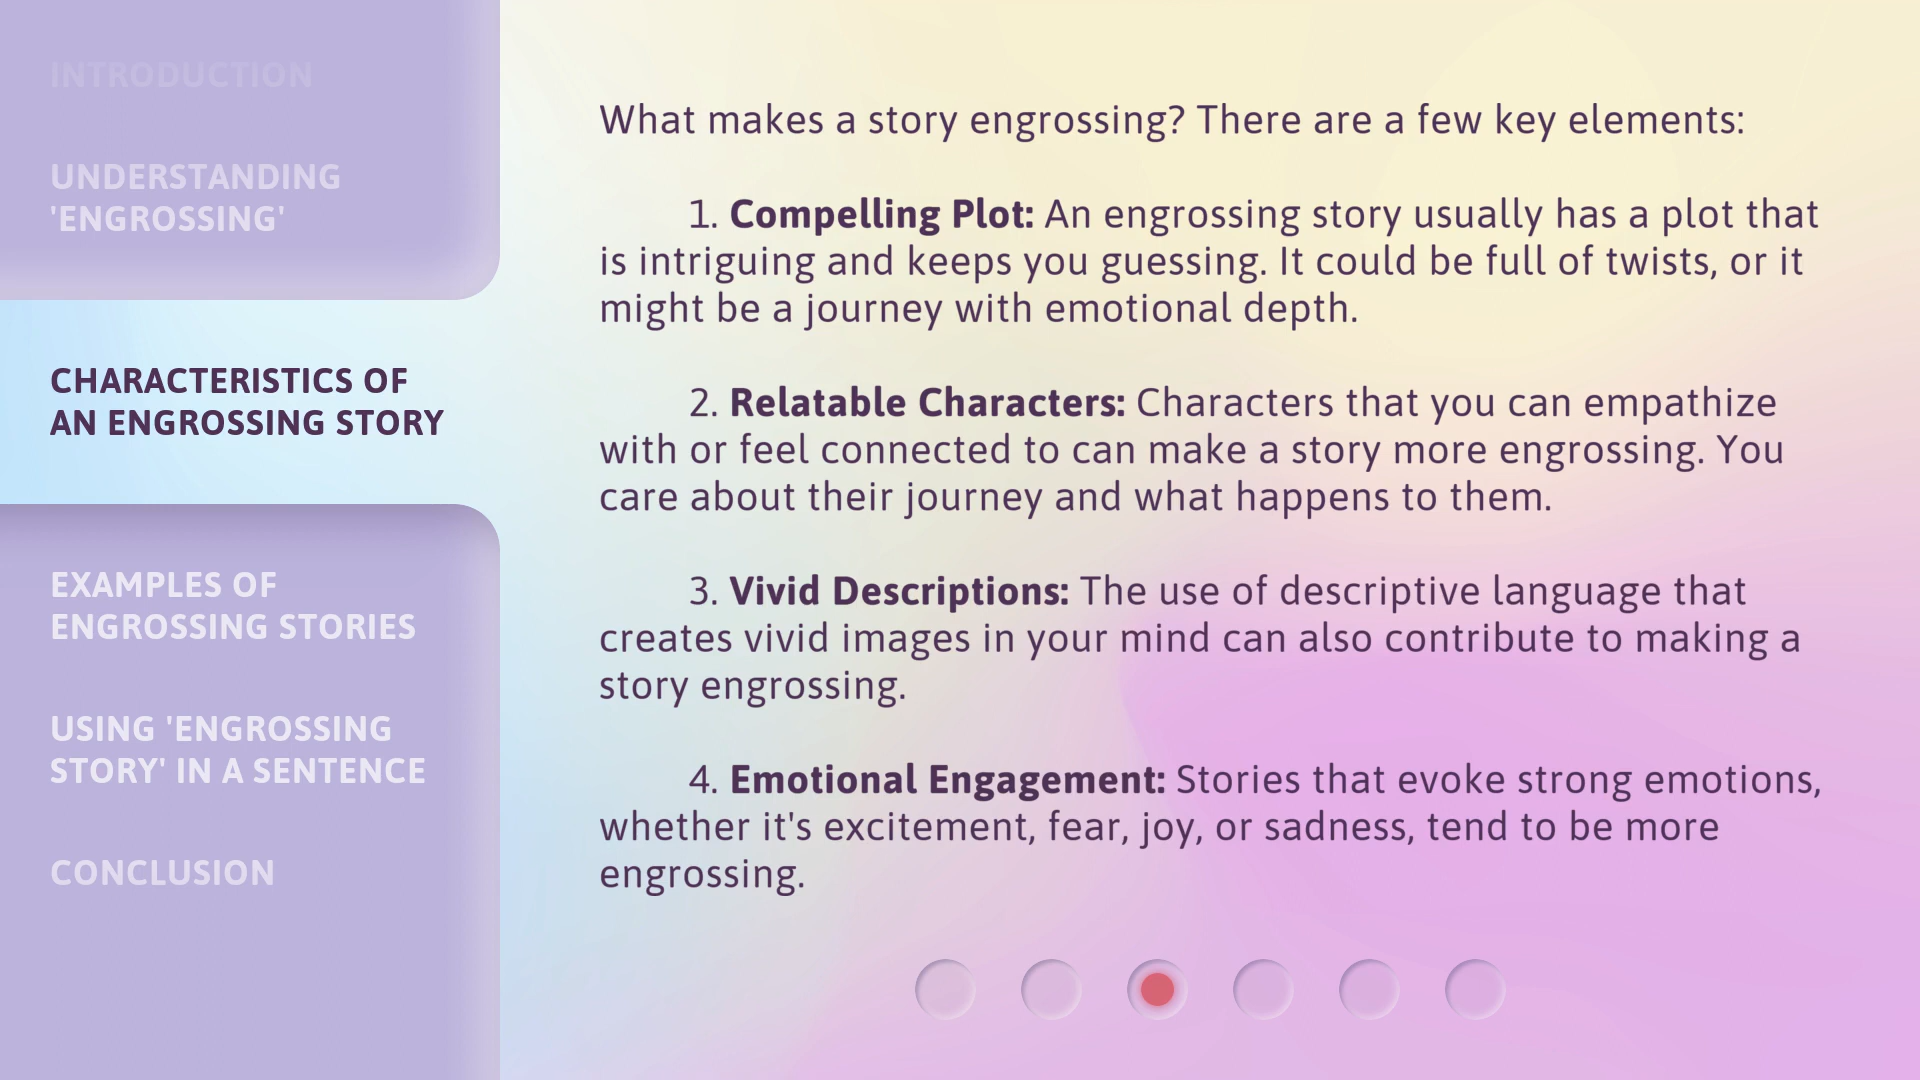 INTRODUCTION
UNDERSTANDING
'ENGROSSING'
CHARACTERISTICS OF
AN ENGROSSING STORY
EXAMPLES OF
ENGROSSING STORIES
USING 'ENGROSSING
STORY' IN A SENTENCE
CONCLUSION
What makes a story engrossing? There are a few key elements:
1. Compelling Plot: An engrossing story usually has a plot that
is intriguing and keeps you guessing. It could be full of twists, or it
might be a journey with emotional depth.
2. Relatable Characters: Characters that you can empathize
with or feel connected to can make a story more engrossing. You
care about their journey and what happens to them.
3. Vivid Descriptions: The use of descriptive language that
creates vivid images in your mind can also contribute to making a
story engrossing.
4. Emotional Engagement: Stories that evoke strong emotions,
whether it's excitement, fear, joy, or sadness, tend to be more
engrossing.